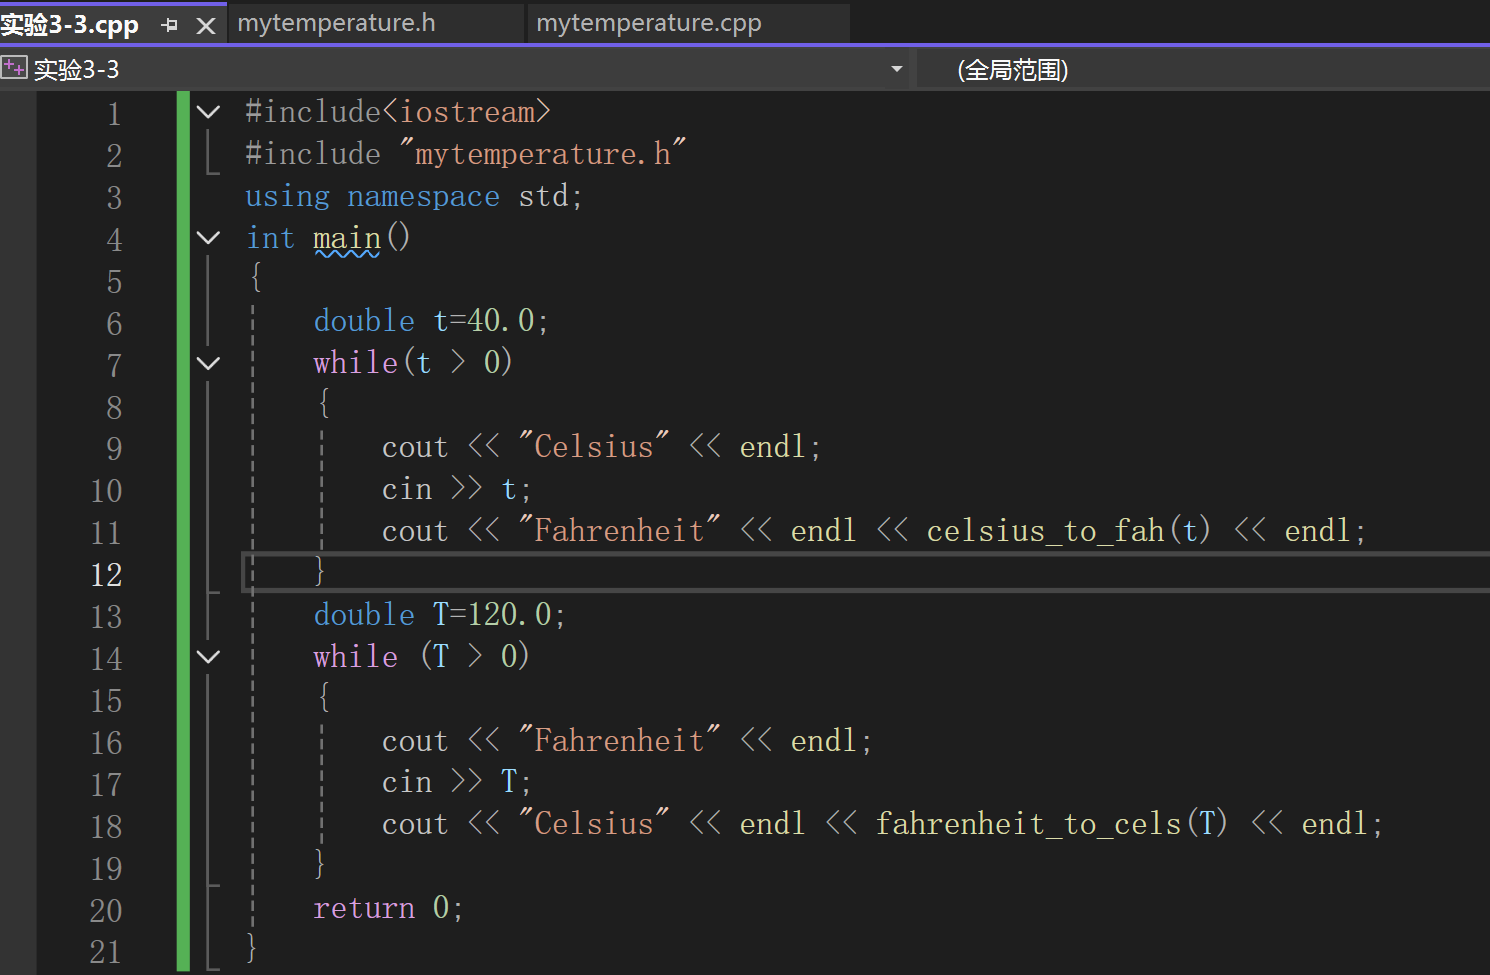 实验3-3.cpp mytemperature.h mytemperature.cpp
实验3-3 (全局范围)
1 #include<iostream>
2 #include "mytemperature.h"
3 using namespace std;
4 int main()
5 {
6 double t=40.0;
7 while(t > 0)
8 {
9 cout << "Celsius" << endl;
10 cin >> t;
11 cout << "Fahrenheit" << endl << celsius_to_fah(t) << endl;
12 }
13 double T=120.0;
14 while (T > 0)
15 {
16 cout << "Fahrenheit" << endl;
17 cin >> T;
18 cout << "Celsius" << endl << fahrenheit_to_cels(T) << endl;
19 }
20 return 0;
21 }